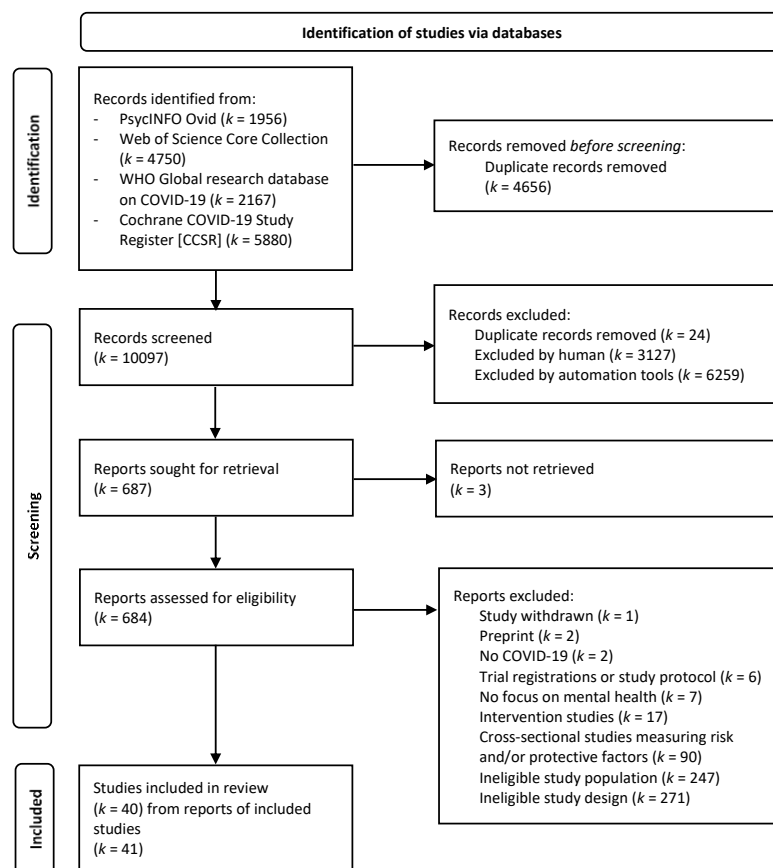 Identification of studies via databases
Identification
Records identified from:
- PsycINFO Ovid (k = 1956)
- Web of Science Core Collection
(k = 4750)
- WHO Global research database
on COVID-19 (k = 2167)
- Cochrane COVID-19 Study
Register [CCSR] (k = 5880)
Records removed before screening:
Duplicate records removed
(k = 4656)
Screening
Records screened
(k = 10097)
Records excluded:
Duplicate records removed (k = 24)
Excluded by human (k = 3127)
Excluded by automation tools (k = 6259)
Reports sought for retrieval
(k = 687)
Reports not retrieved
(k = 3)
Reports assessed for eligibility
(k = 684)
Reports excluded:
Study withdrawn (k = 1)
Preprint (k = 2)
No COVID-19 (k = 2)
Trial registrations or study protocol (k = 6)
No focus on mental health (k = 7)
Intervention studies (k = 17)
Cross-sectional studies measuring risk
and/or protective factors (k = 90)
Ineligible study population (k = 247)
Ineligible study design (k = 271)
Included
Studies included in review
(k = 40) from reports of included
studies
(k = 41)